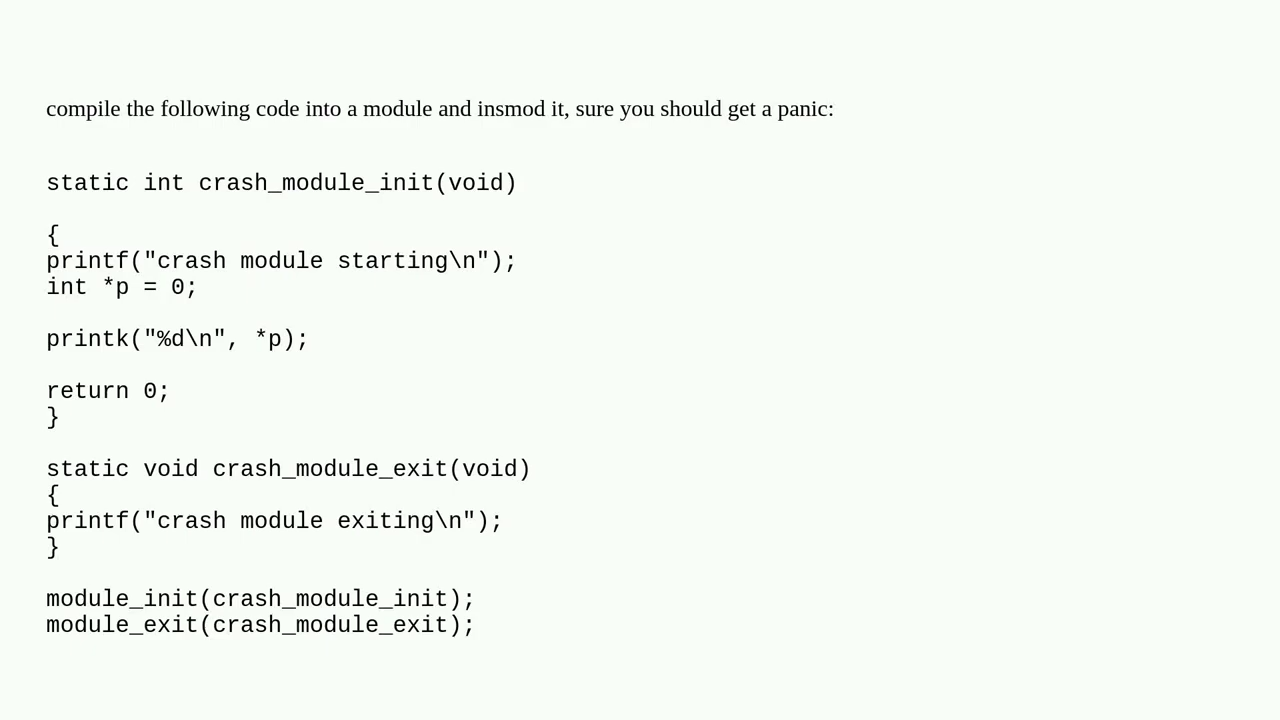 compile the following code into a module and insmod it, sure you should get a panic:
static int crash_module_init(void)
{
printf("crash module starting\n");
int *p = 0;
printk("%d\n", *p);
return 0;
}
static void crash_module_exit(void)
{
printf("crash module exiting\n");
}
module_init(crash_module_init);
module_exit(crash_module_exit);